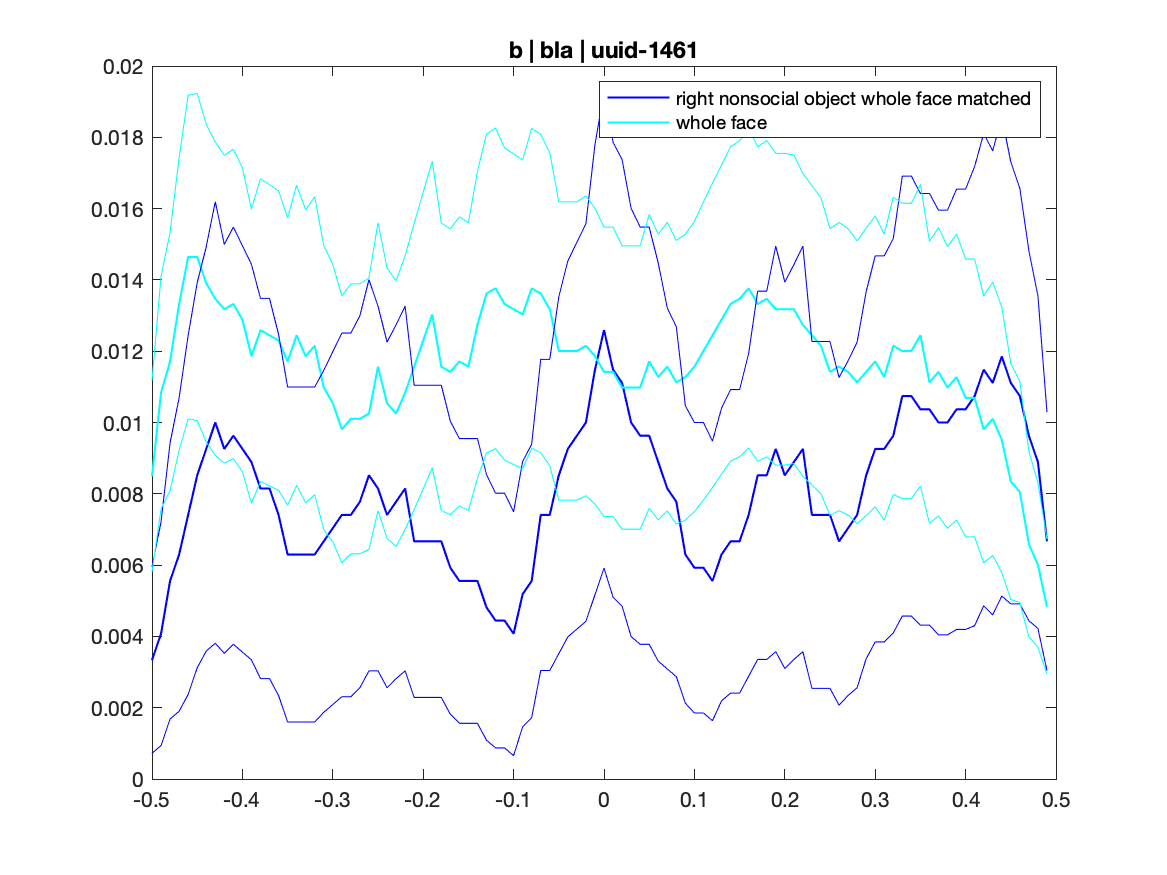 b | bla | uuid-1461
right nonsocial object whole face matched
whole face
0.02
0.018
0.016
0.014
0.012
0.01
0.008
0.006
0.004
0.002
0
-0.5 -0.4 -0.3 -0.2 -0.1 0 0.1 0.2 0.3 0.4 0.5